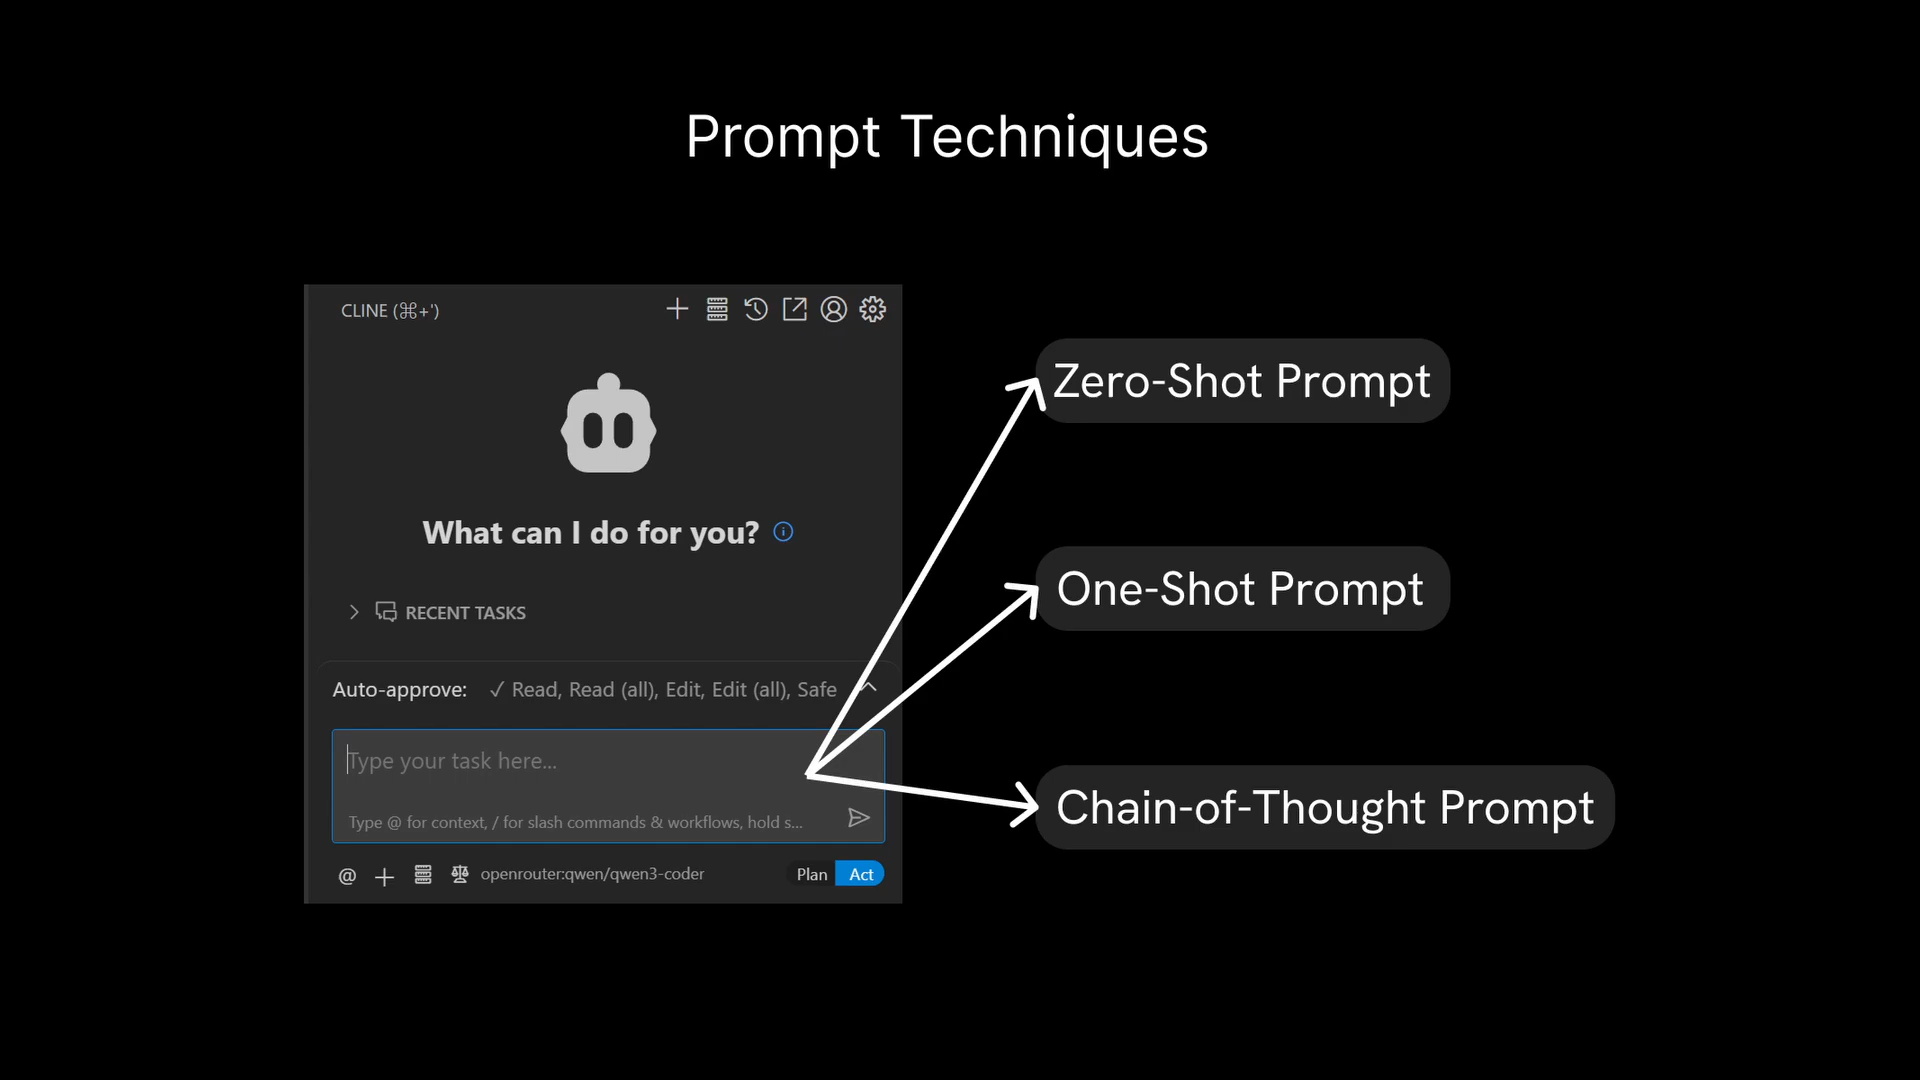 Prompt Techniques
CLINE (⌘+')
What can I do for you?
RECENT TASKS
Auto-approve: ✓ Read, Read (all), Edit, Edit (all), Safe
Type your task here...
Type @ for context, / for slash commands & workflows, hold s...
@ openrouter:qwen/qwen3-coder Plan Act
Zero-Shot Prompt
One-Shot Prompt
Chain-of-Thought Prompt